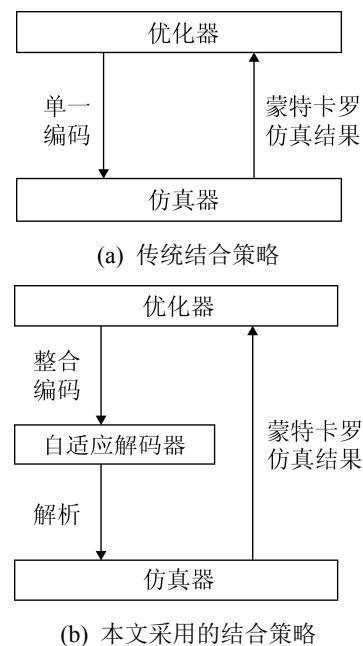 优化器
单一
编码
蒙特卡罗
仿真结果
仿真器
(a) 传统结合策略
优化器
整合
编码
自适应解码器
解析
蒙特卡罗
仿真结果
仿真器
(b) 本文采用的结合策略